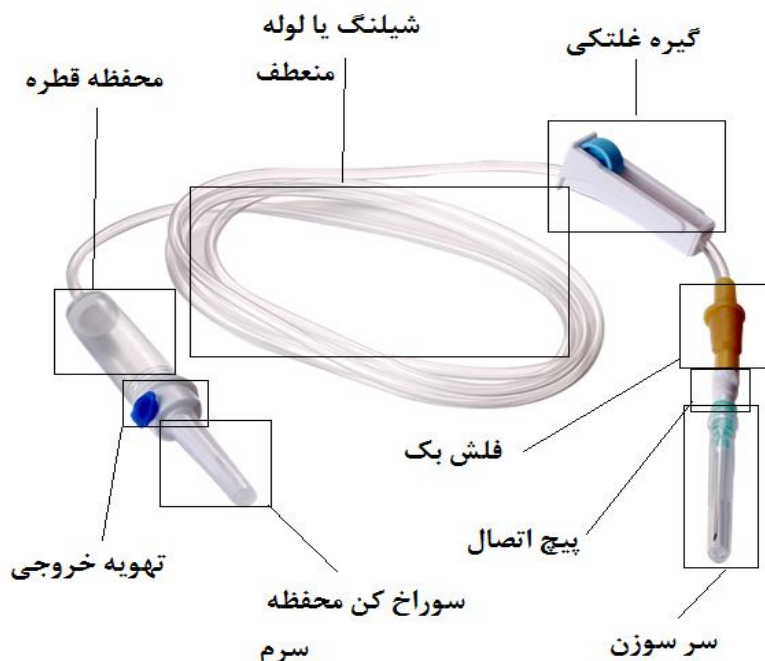 شیلنگ یا لوله
منعطف
گیره غلتکی
محفظه قطره
فلش بک
پیچ اتصال
تهویه خروجی
سوراخ کن محفظه
سرم
سر سوزن